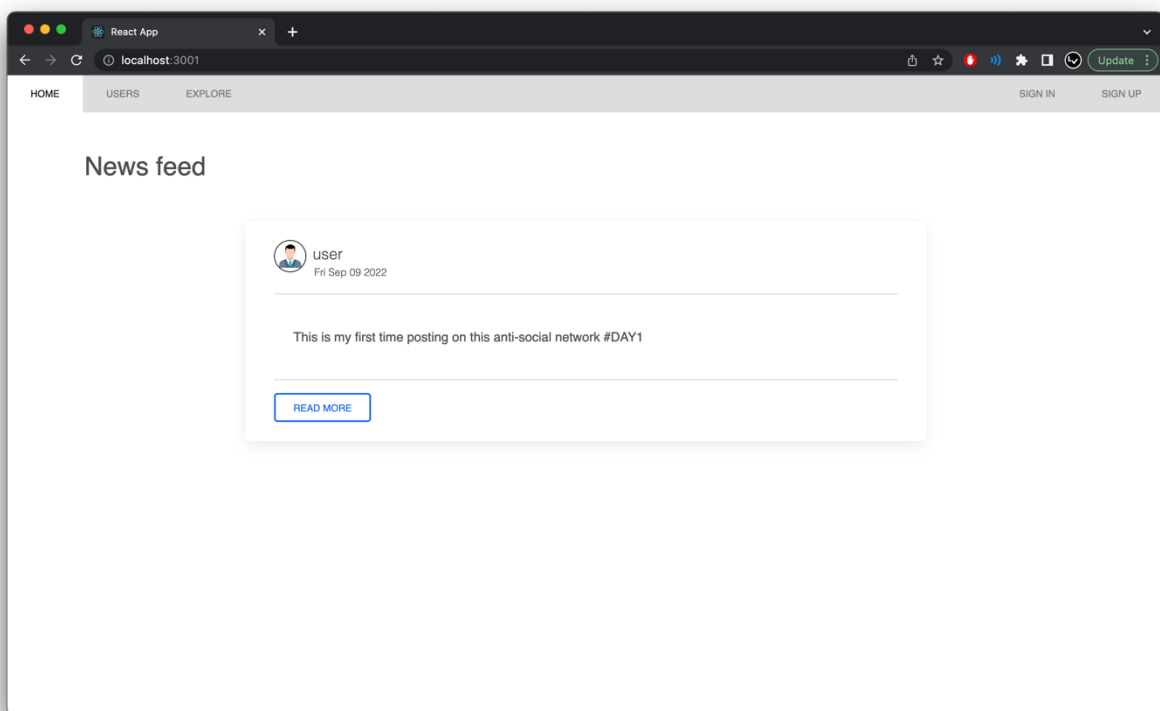 React App
localhost:3001
Update
HOME USERS EXPLORE SIGN IN SIGN UP
News feed
user
Fri Sep 09 2022
This is my first time posting on this anti-social network #DAY1
READ MORE